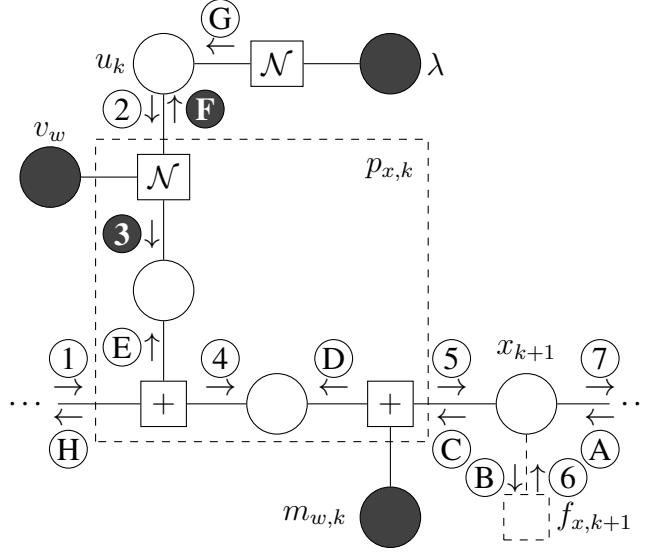 G
u_k 𝒩 λ
2 F
v_w
𝒩 p_{x,k}
3
E
1 4 D 5 x_{k+1} 7
··· + + ··
H C A
B 6
m_{w,k} f_{x,k+1}